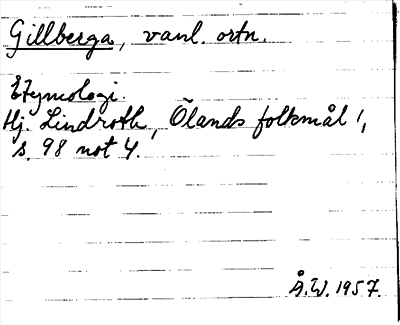 Gillberga, vanl. ortn.
Etymologi.
Hj. Lindroth, Ölands folkmål 1,
s. 98 not 4.
Å.W. 1957.